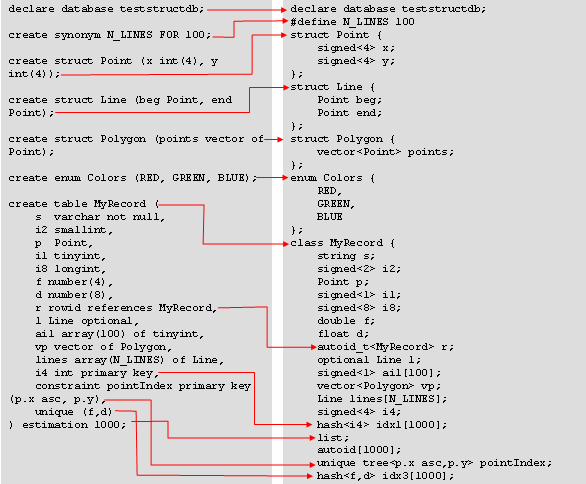 declare database teststructdb;
create synonym N_LINES FOR 100;
create struct Point (x int(4), y
int(4));
create struct Line (beg Point, end
Point);
create struct Polygon (points vector of
Point);
create enum Colors (RED, GREEN, BLUE);
create table MyRecord (
s varchar not null,
i2 smallint,
p Point,
i1 tinyint,
i8 longint,
f number(4),
d number(8),
r rowid references MyRecord,
l Line optional,
ai1 array(100) of tinyint,
vp vector of Polygon,
lines array(N_LINES) of Line,
i4 int primary key,
constraint pointIndex primary key
(p.x asc, p.y),
unique (f,d)
) estimation 1000;
declare database teststructdb;
#define N_LINES 100
struct Point {
signed<4> x;
signed<4> y;
};
struct Line {
Point beg;
Point end;
};
struct Polygon {
vector<Point> points;
};
enum Colors {
RED,
GREEN,
BLUE
};
class MyRecord {
string s;
signed<2> i2;
Point p;
signed<1> i1;
signed<8> i8;
double f;
float d;
autoid_t<MyRecord> r;
optional Line l;
signed<1> ai1[100];
vector<Polygon> vp;
Line lines[N_LINES];
signed<4> i4;
hash<i4> idx1[1000];
list;
autoid[1000];
unique tree<p.x asc,p.y> pointIndex;
hash<f,d> idx3[1000];